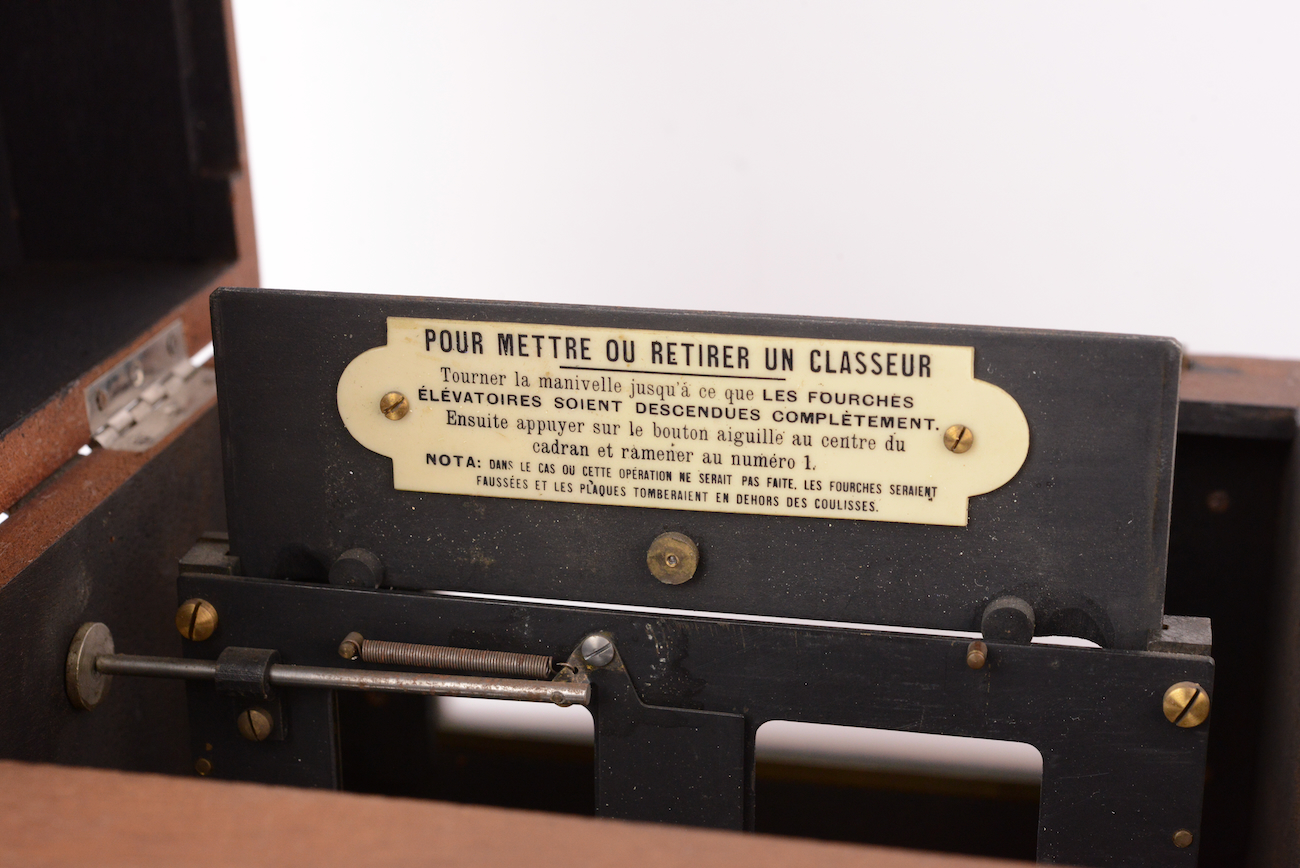 POUR METTRE OU RETIRER UN CLASSEUR
Tourner la manivelle jusqu'á ce que LES FOURCHES
ÉLÉVATOIRES SOIENT DESCENDUES COMPLÈTEMENT.
Ensuite appuyer sur le bouton aiguille au centre du
cadran et ramener au numéro 1.
NOTA: DANS LE CAS OU CETTE OPÉRATION NE SERAIT PAS FAITE, LES FOURCHES SERAIENT
FAUSSÉES ET LES PLAQUES TOMBERAIENT EN DEHORS DES COULISSES.